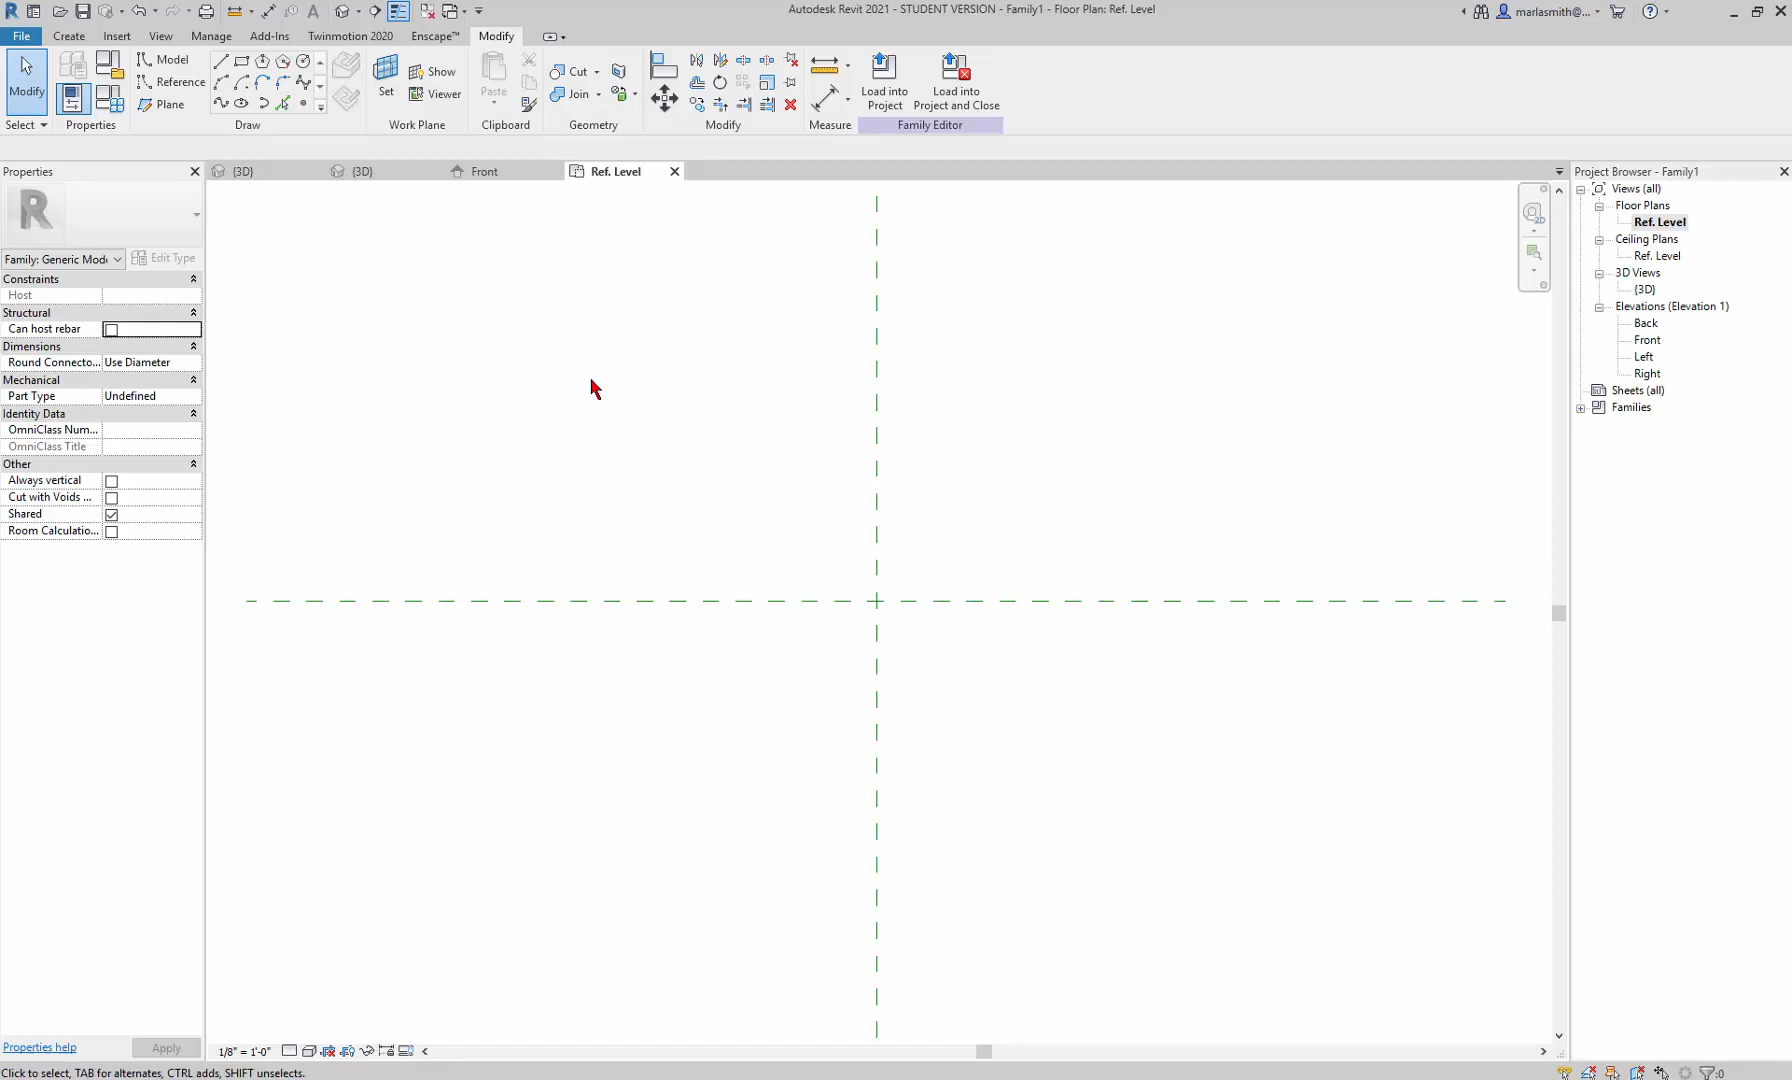 Autodesk Revit 2021 - STUDENT VERSION - Family1 - Floor Plan: Ref. Level
marlasmith@...
File Create Insert View Manage Add-Ins Twinmotion 2020 Enscape™ Modify
Modify
Select
Properties
Model
Reference
Plane
Draw
Set
Show
Viewer
Work Plane
Paste
Clipboard
Cut
Join
Geometry
Modify
Measure
Load into
Project
Load into
Project and Close
Family Editor
Properties
{3D} {3D} Front Ref. Level
Project Browser - Family1
R
Family: Generic Mode
Edit Type
Constraints
Host
Structural
Can host rebar
Dimensions
Round Connecto... Use Diameter
Mechanical
Part Type Undefined
Identity Data
OmniClass Num...
OmniClass Title
Other
Always vertical
Cut with Voids ...
Shared
Room Calculatio...
Properties help
Apply
2D
Views (all)
Floor Plans
Ref. Level
Ceiling Plans
Ref. Level
3D Views
{3D}
Elevations (Elevation 1)
Back
Front
Left
Right
Sheets (all)
Families
1/8" = 1'-0"
Click to select, TAB for alternates, CTRL adds, SHIFT unselects.
:0